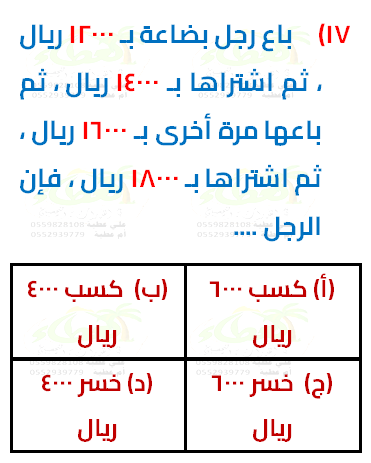 ١٧) باع رجل بضاعة بـ ١٢٠٠٠ ريال
، ثم اشتراها بـ ١٤٠٠٠ ريال ، ثم
باعها مرة أخرى بـ ١٦٠٠٠ ريال ،
ثم اشتراها بـ ١٨٠٠٠ ريال ، فإن
الرجل ....
(أ) كسب ٦٠٠٠ ريال
(ب) كسب ٤٠٠٠ ريال
(ج) خسر ٦٠٠٠ ريال
(د) خسر ٤٠٠٠ ريال